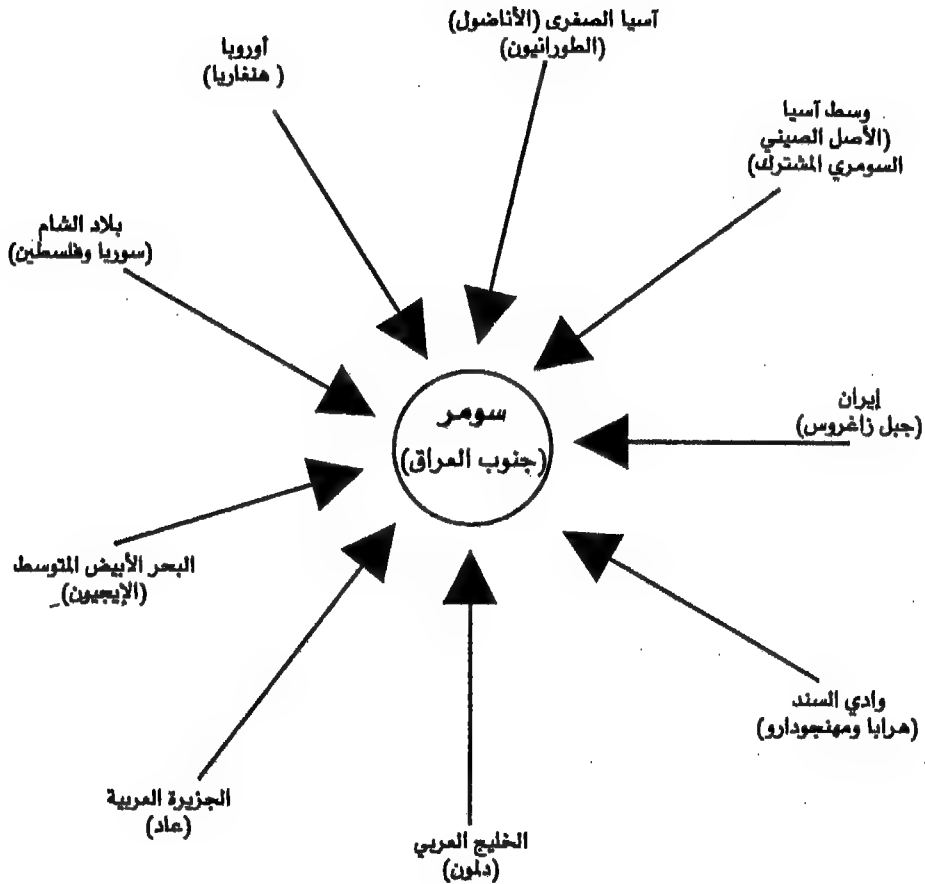 آسيا الصغرى (الأناضول)
(الطورانيون)
أوروبا
(هنغاريا)
وسط آسيا
(الأصل الصيني
السومري المشترك)
بلاد الشام
(سوريا وفلسطين)
إيران
(جبل زاغروس)
سومر
(جنوب العراق)
البحر الأبيض المتوسط
(الإيجيون)
وادي السند
(هرابا ومهنجودارو)
الجزيرة العربية
(عاد)
الخليج العربي
(دلمون)